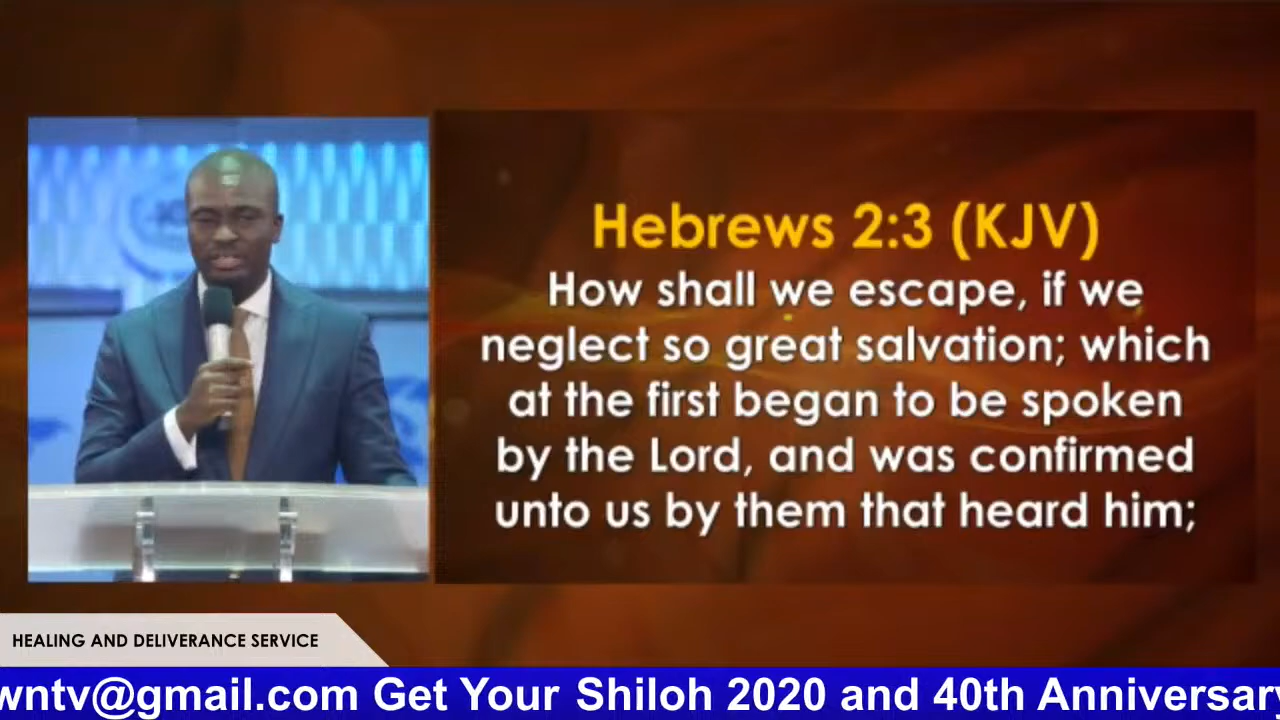 Hebrews 2:3 (KJV)
How shall we escape, if we
neglect so great salvation; which
at the first began to be spoken
by the Lord, and was confirmed
unto us by them that heard him;
HEALING AND DELIVERANCE SERVICE
wntv@gmail.com Get Your Shiloh 2020 and 40th Anniversary